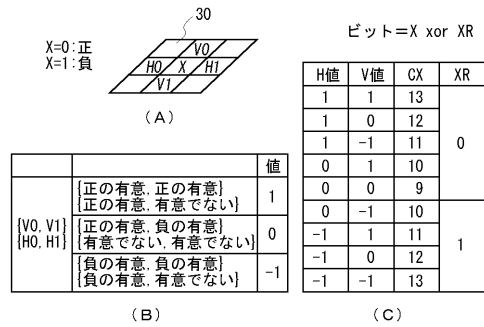 30
X=0:正
X=1:負
V0
H0 X H1
V1
(A)
ビット=X xor XR
H値 V値 CX XR
1 1 13
1 0 12
1 -1 11
0 1 10
0 0 9
0
0 -1 10
-1 1 11
-1 0 12
-1 -1 13
1
(C)
値
{V0, V1}
{H0, H1}
{正の有意, 正の有意}
{正の有意, 有意でない}
1
{正の有意, 負の有意}
{有意でない, 有意でない}
0
{負の有意, 負の有意}
{負の有意, 有意でない}
-1
(B)